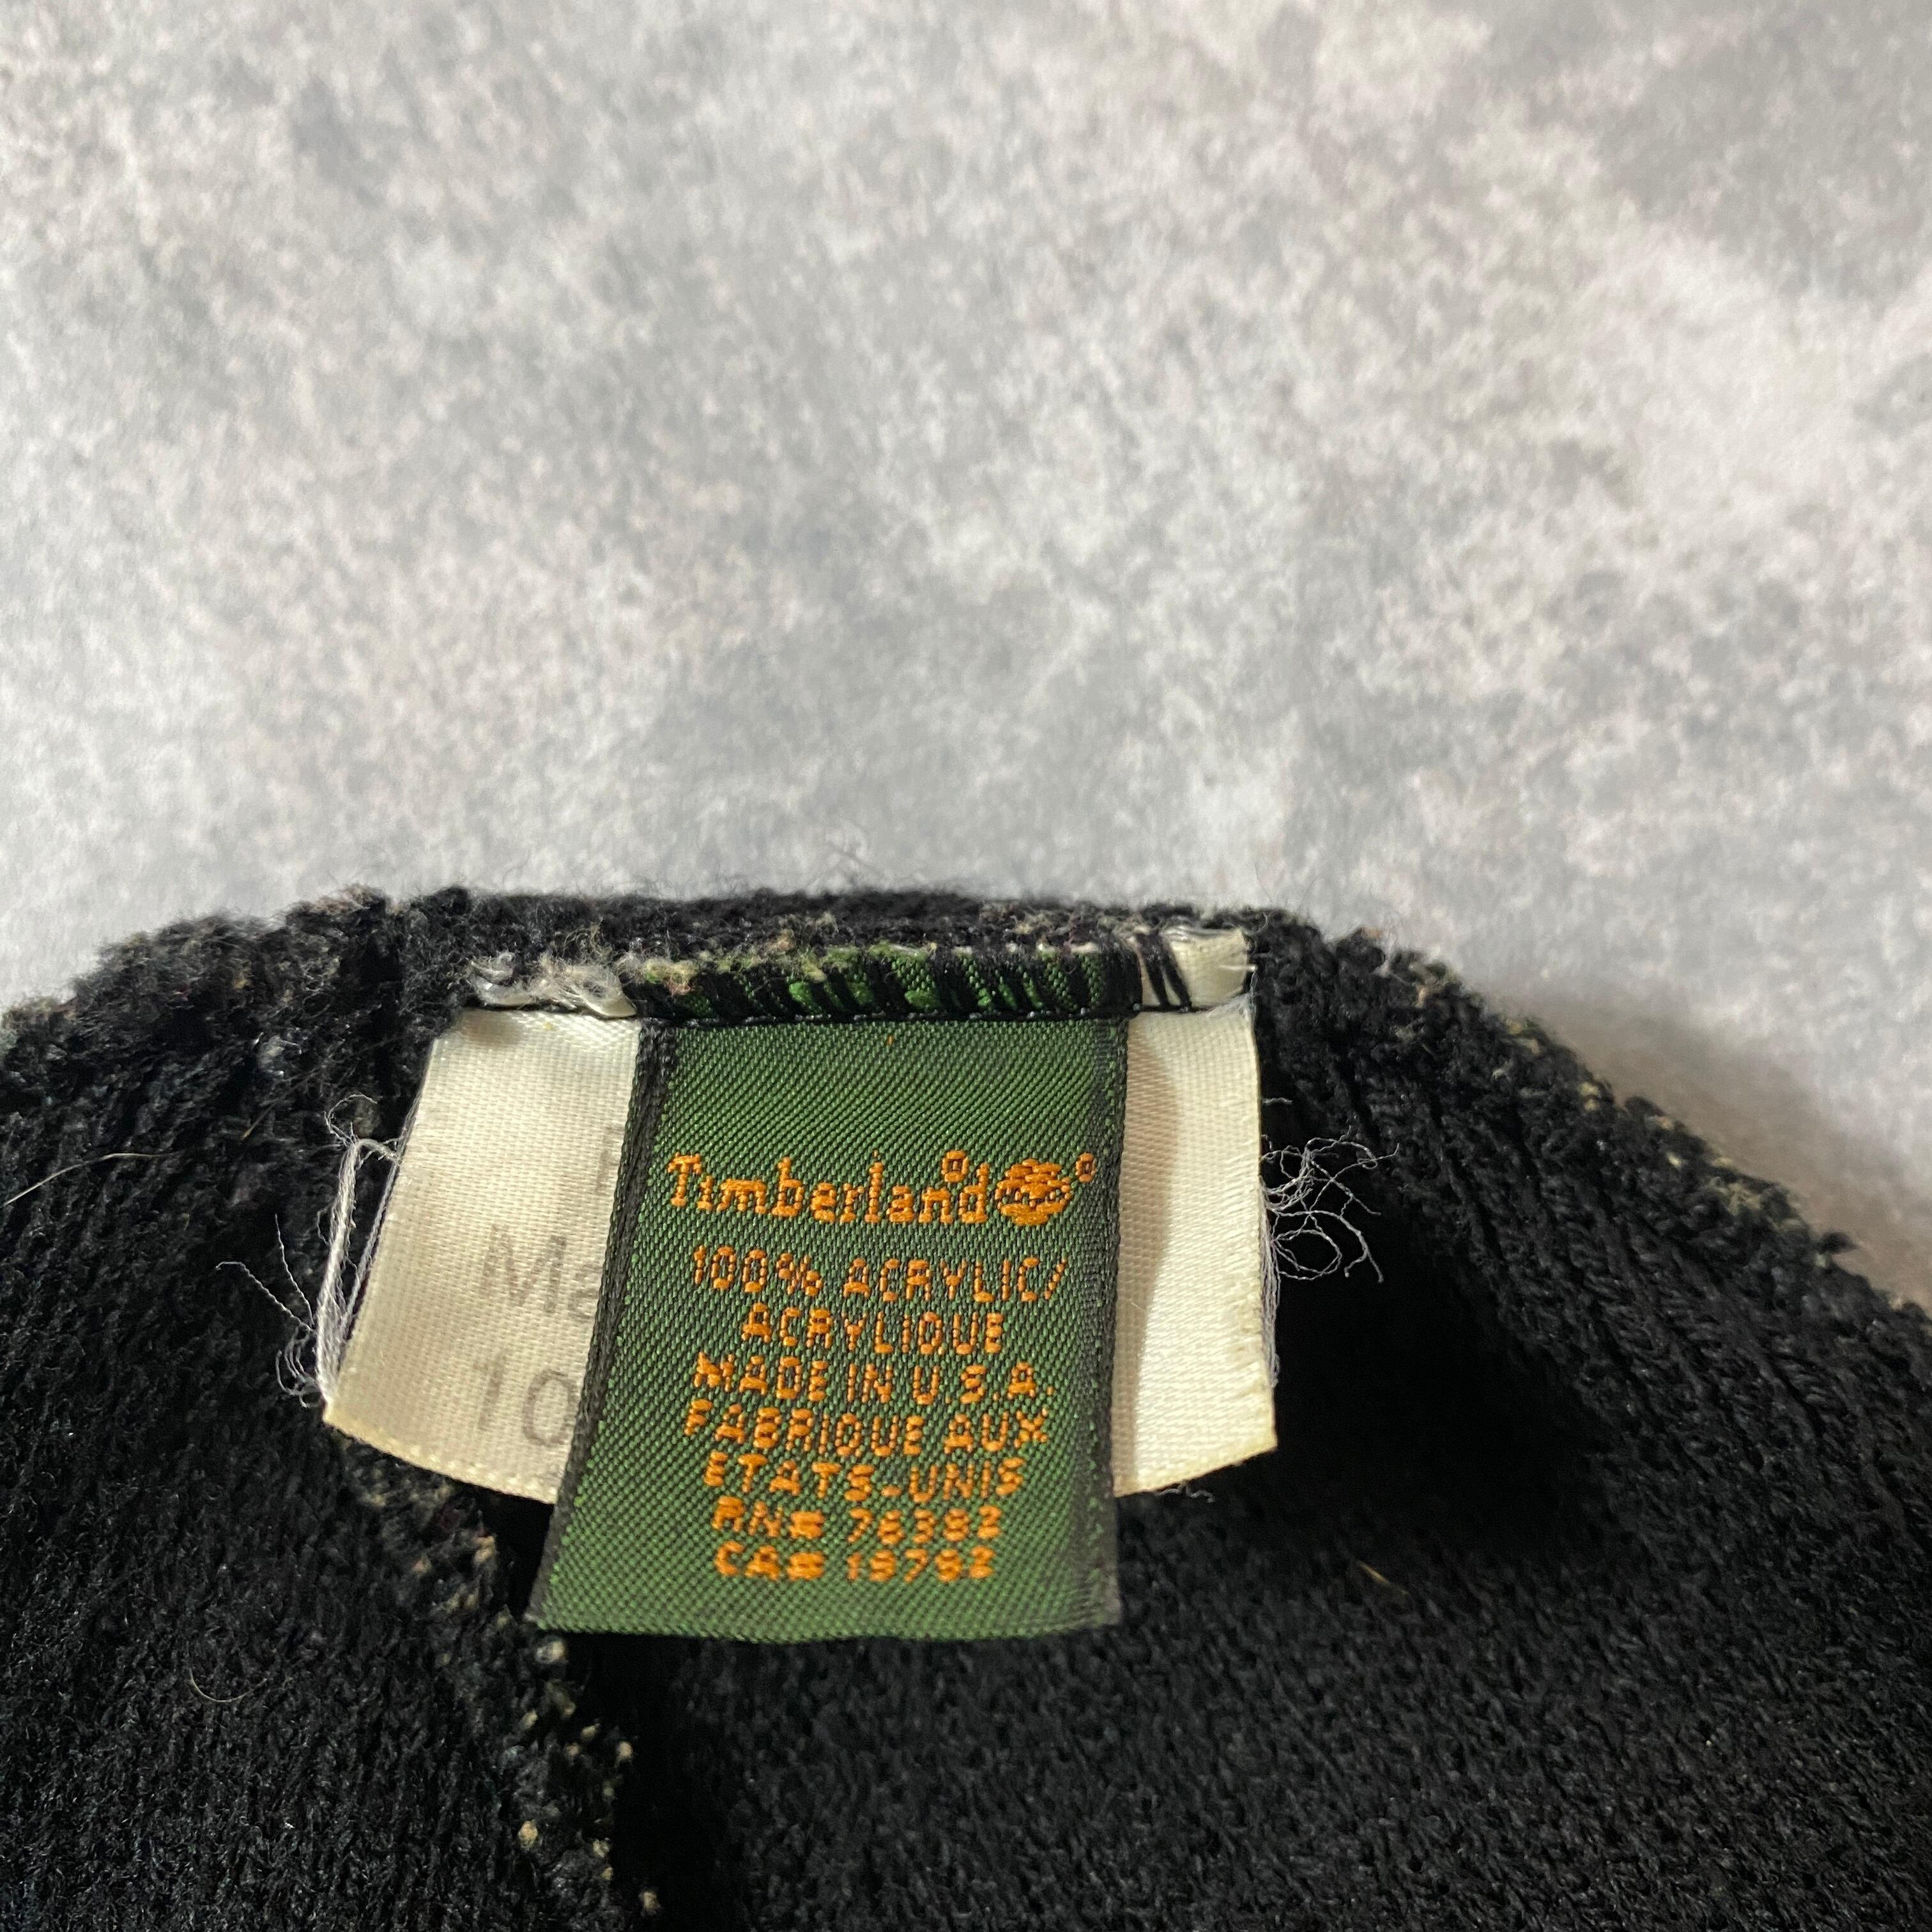 Timberland
100% ACRYLIC/
ACRYLIQUE
MADE IN U.S.A.
FABRIQUE AUX
ETATS-UNIS
RN# 76382
CA# 19792